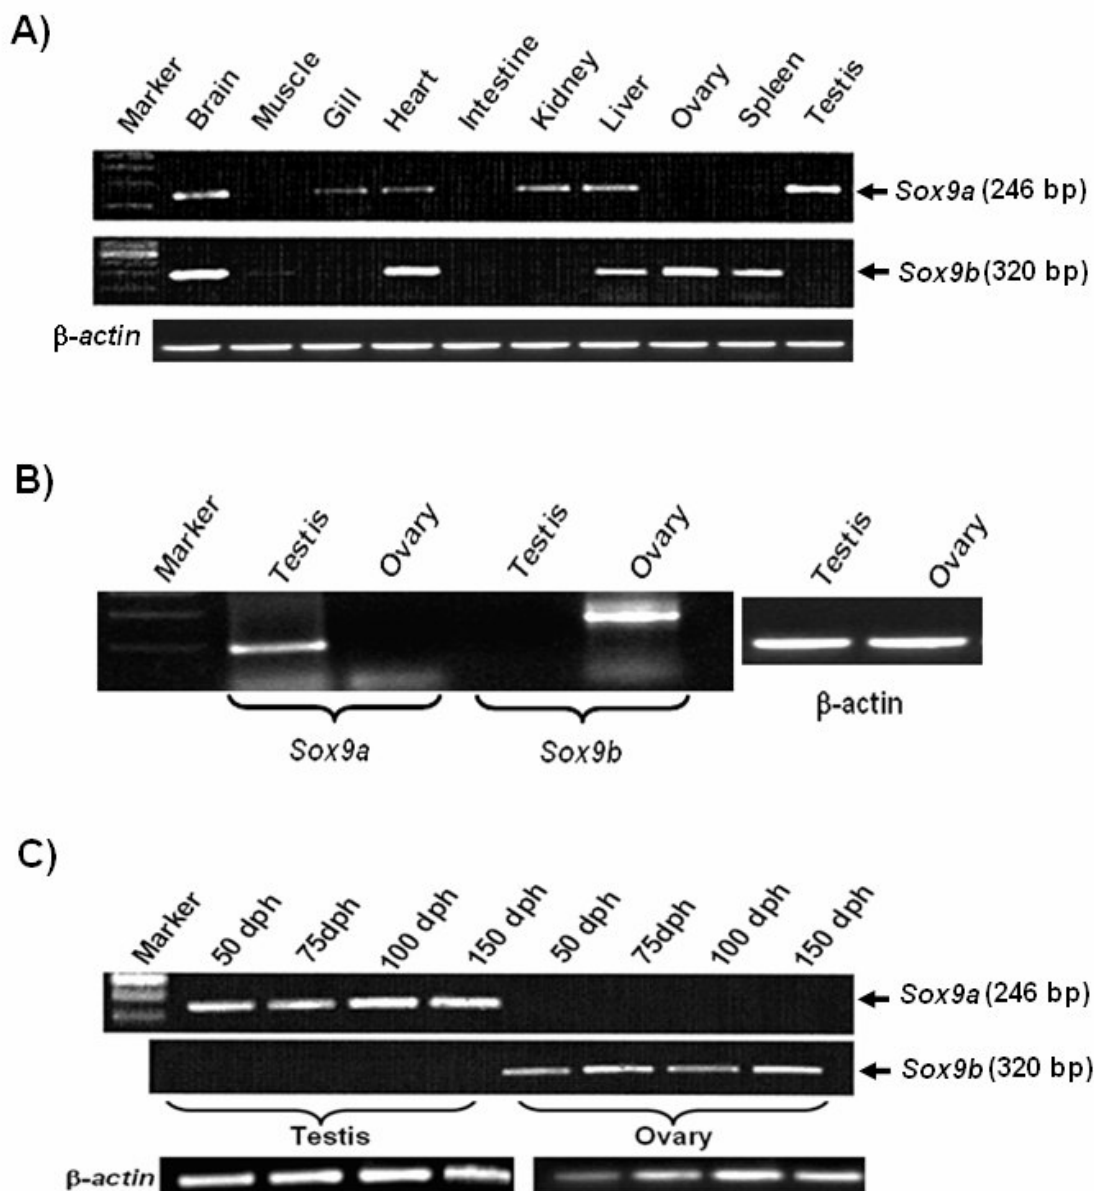 A)
Marker Brain Muscle Gill Heart Intestine Kidney Liver Ovary Spleen Testis
Sox9a (246 bp)
Sox9b (320 bp)
β-actin
B)
Marker Testis Ovary Testis Ovary Testis Ovary
Sox9a Sox9b
β-actin
C)
Marker 50 dph 75dph 100 dph 150 dph 50 dph 75dph 100 dph 150 dph
Sox9a (246 bp)
Sox9b (320 bp)
Testis Ovary
β-actin